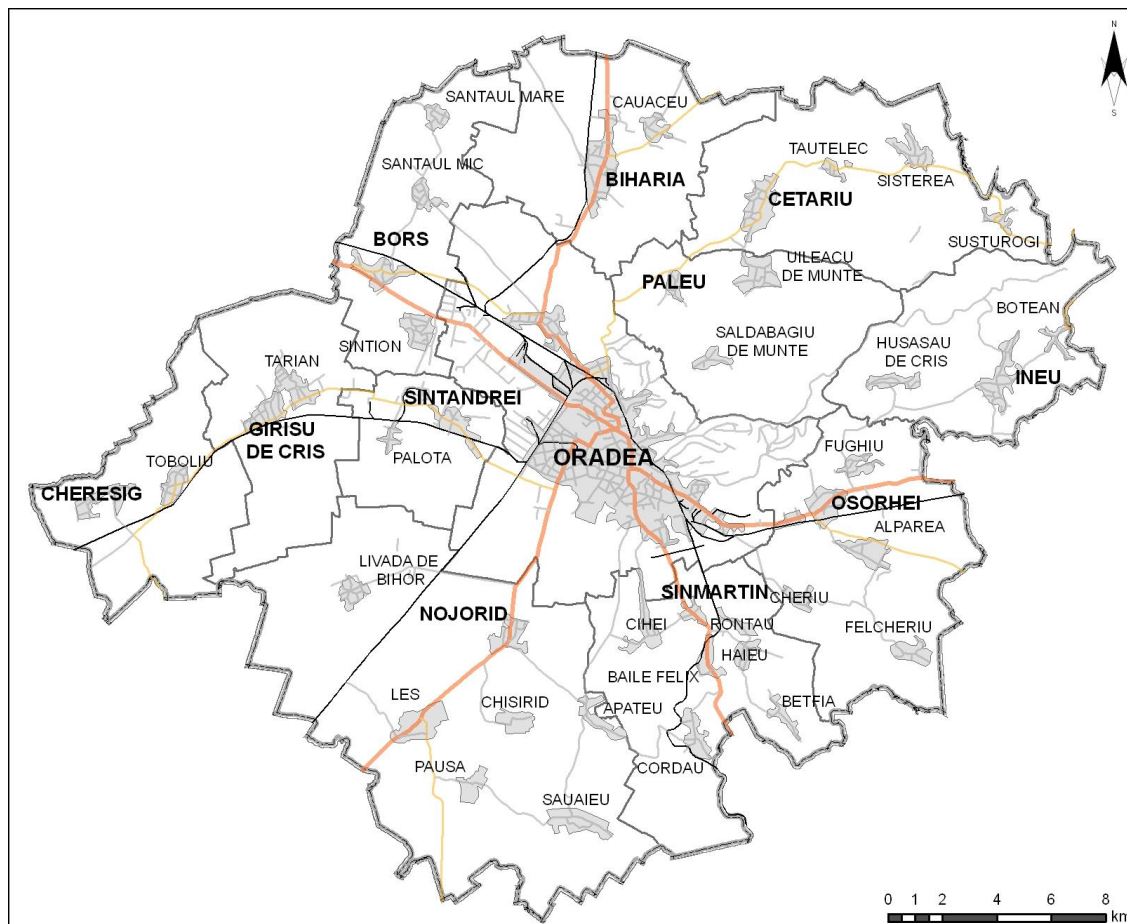 N
S
SANTAUL MARE
CAUACEU
SANTAUL MIC
TAUTELEC
BIHARIA
SISTEREA
CETARIU
BORS
SUSTUROGI
UILEACU
DE MUNTE
PALEU
BOTEAN
SINTION
SALDABAGIU
DE MUNTE
HUSASAU
DE CRIS
TARIAN
INEU
SINTANDREI
GIRISU
DE CRIS
FUGHIU
PALOTA
ORADEA
TOBOLIU
CHERESIG
OSORHEI
ALPAREA
LIVADA DE
BIHOR
SINMARTIN
CHERIU
NOJORID
CIHEI
RONTAU
FELCHERIU
HAIEU
BAILE FELIX
LES
CHISIRID
APATEU
BETFIA
PAUSA
CORDAU
SAUAIEU
0 1 2 4 6 8
km